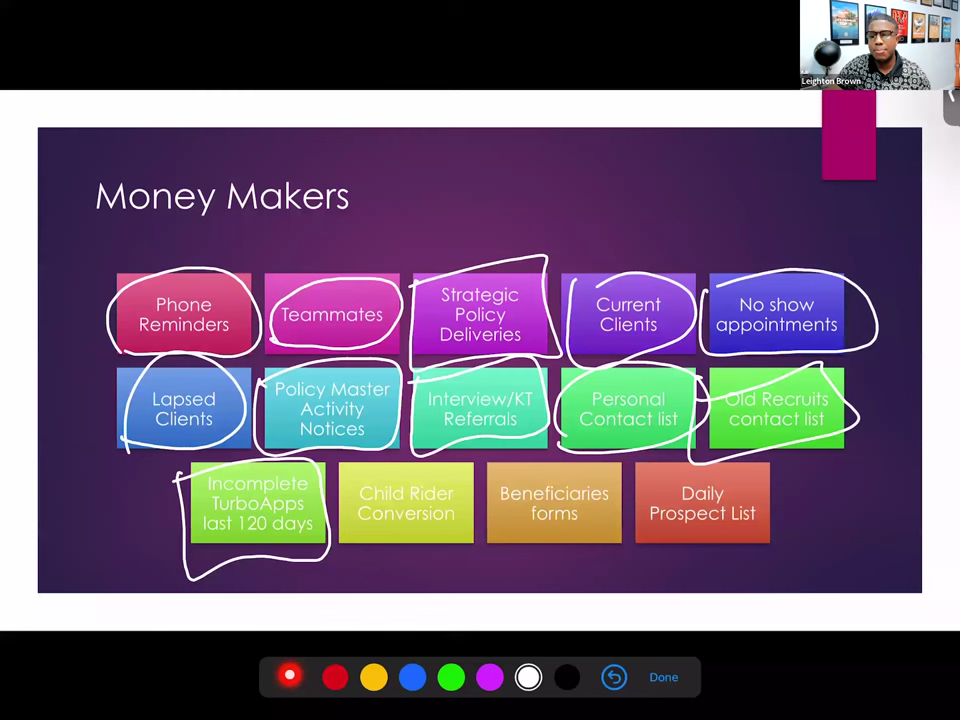 Leighton Brown
Money Makers
Phone
Reminders
Teammates
Strategic
Policy
Deliveries
Current
Clients
No show
appointments
Lapsed
Clients
Policy Master
Activity
Notices
Interview/KT
Referrals
Personal
Contact list
Old Recruits
contact list
Incomplete
TurboApps
last 120 days
Child Rider
Conversion
Beneficiaries
forms
Daily
Prospect List
Done